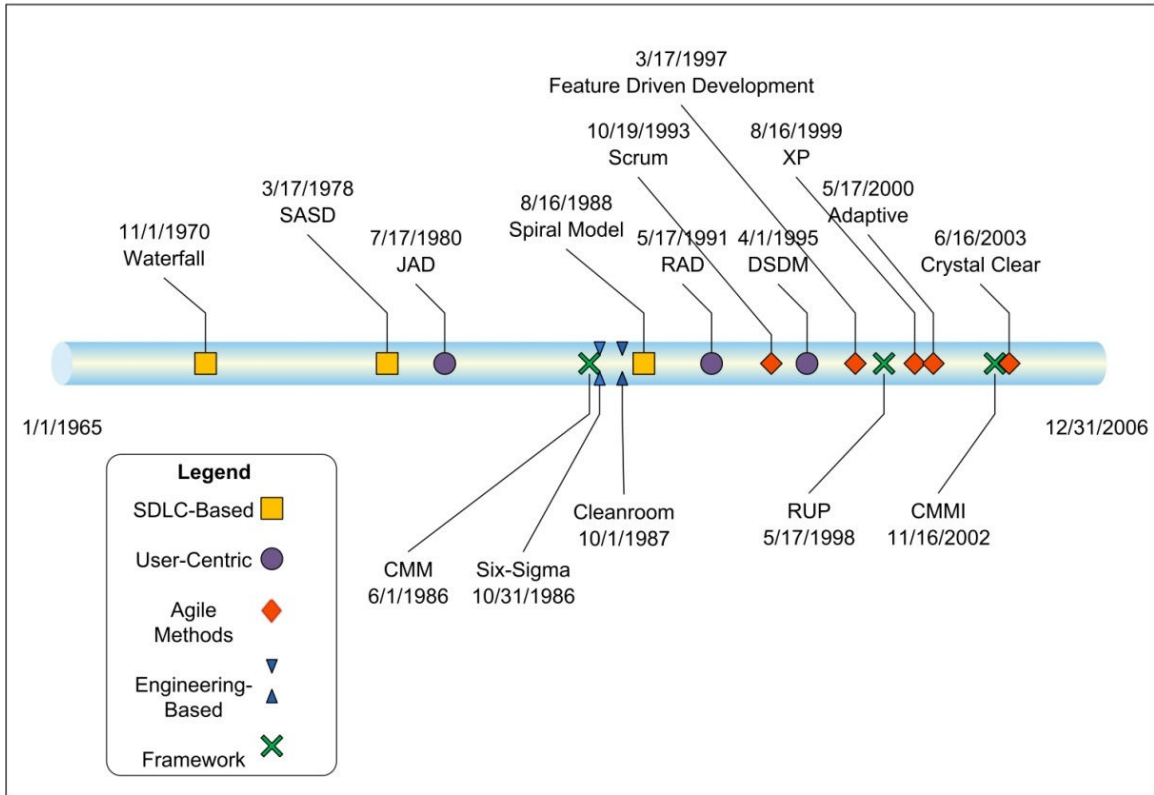 3/17/1997
Feature Driven Development
10/19/1993
Scrum
8/16/1999
XP
3/17/1978
SASD
8/16/1988
Spiral Model
5/17/2000
Adaptive
11/1/1970
Waterfall
7/17/1980
JAD
5/17/1991
RAD
4/1/1995
DSDM
6/16/2003
Crystal Clear
1/1/1965
12/31/2006
Legend
SDLC-Based
User-Centric
Agile
Methods
Engineering-
Based
Framework
CMM
6/1/1986
Six-Sigma
10/31/1986
Cleanroom
10/1/1987
RUP
5/17/1998
CMMI
11/16/2002